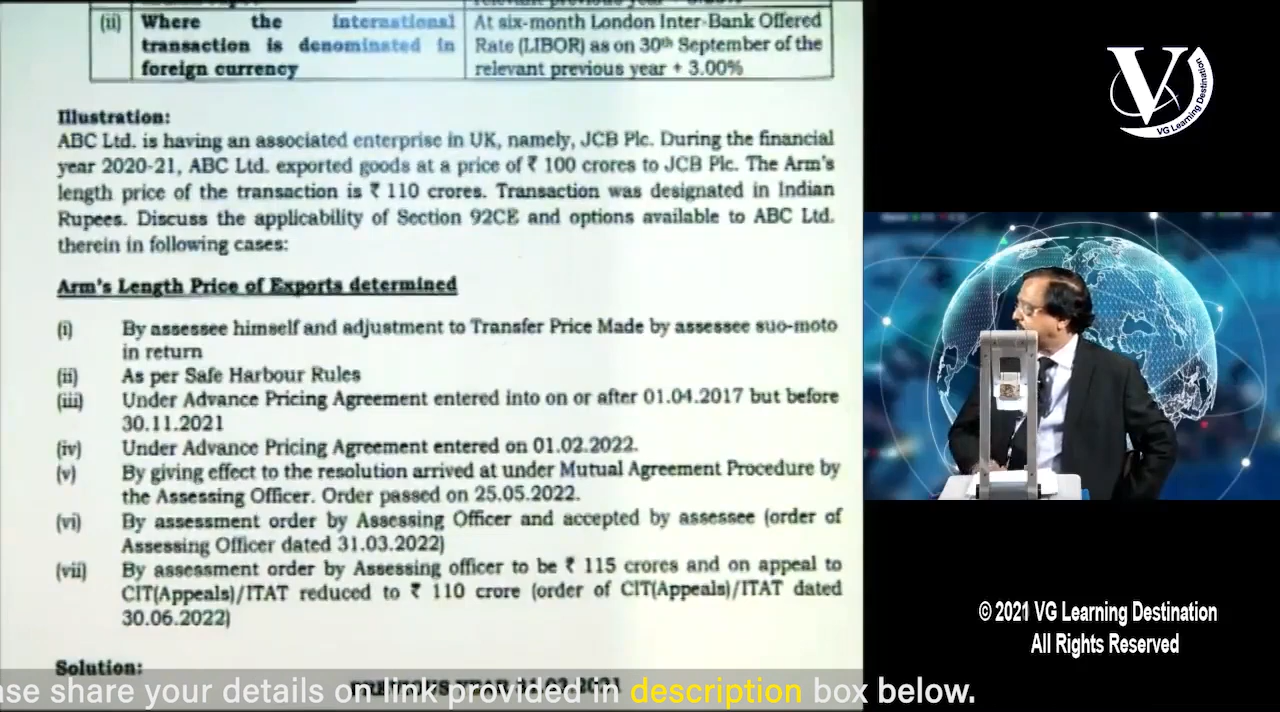 (ii) Where the international At six-month London Inter-Bank Offered
transaction is denominated in Rate (LIBOR) as on 30th September of the
foreign currency relevant previous year + 3.00%
Illustration:
ABC Ltd. is having an associated enterprise in UK, namely, JCB Plc. During the financial
year 2020-21, ABC Ltd. exported goods at a price of ₹ 100 crores to JCB Plc. The Arm's
length price of the transaction is ₹ 110 crores. Transaction was designated in Indian
Rupees. Discuss the applicability of Section 92CE and options available to ABC Ltd.
therein in following cases:
Arm's Length Price of Exports determined
(i) By assessee himself and adjustment to Transfer Price Made by assessee suo-moto
in return
(ii) As per Safe Harbour Rules
(iii) Under Advance Pricing Agreement entered into on or after 01.04.2017 but before
30.11.2021
(iv) Under Advance Pricing Agreement entered on 01.02.2022.
(v) By giving effect to the resolution arrived at under Mutual Agreement Procedure by
the Assessing Officer. Order passed on 25.05.2022.
(vi) By assessment order by Assessing Officer and accepted by assessee (order of
Assessing Officer dated 31.03.2022)
(vii) By assessment order by Assessing officer to be ₹ 115 crores and on appeal to
CIT(Appeals)/ITAT reduced to ₹ 110 crore (order of CIT(Appeals)/ITAT dated
30.06.2022)
Solution:
se share your details on link provided in description box below.
VG
VG Learning Destination
© 2021 VG Learning Destination
All Rights Reserved